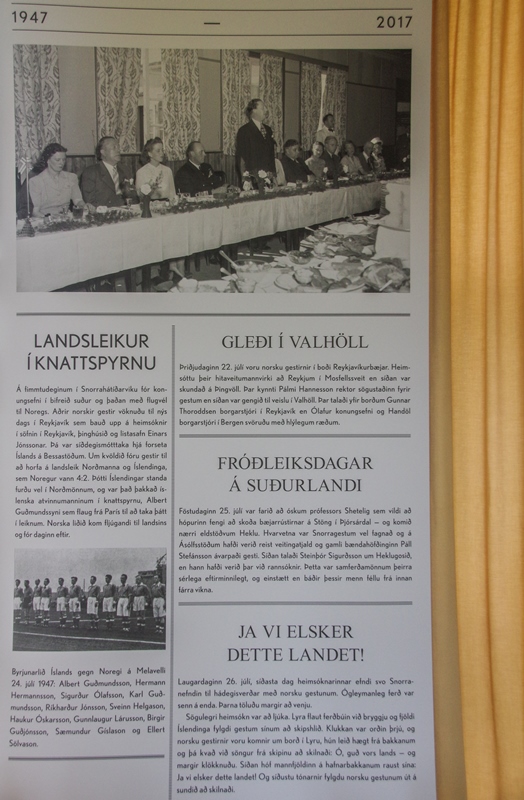 1947 — 2017
LANDSLEIKUR
Í KNATTSPYRNU
Á fimmtudeginum í Snorrahátíðarviku fór kon-
ungsefni í bifreið suður og þaðan með flugvél
til Noregs. Aðrir norskir gestir vöknuðu til nýs
dags í Reykjavík sem bauð upp á heimsóknir
í söfnin í Reykjavík, þinghúsið og listasafn Einars
Jónssonar. Þá var síðdegismóttaka hjá forseta
Íslands á Bessastöðum. Um kvöldið fóru gestir til
að horfa á landsleik Norðmanna og Íslendinga,
sem Noregur vann 4:2. Þótti Íslendingar standa
furðu vel í Norðmönnum, og var það þakkað ís-
lenska atvinnumanninum í knattspyrnu, Albert
Guðmundssyni sem flaug frá París til að taka þátt
í leiknum. Norska liðið kom fljúgandi til landsins
og fór daginn eftir.
Byrjunarlið Íslands gegn Noregi á Melavelli
24. júlí 1947: Albert Guðmundsson, Hermann
Hermannsson, Sigurður Ólafsson, Karl Guð-
mundsson, Ríkharður Jónsson, Sveinn Helgason,
Haukur Óskarsson, Gunnlaugur Lárusson, Birgir
Guðjónsson, Sæmundur Gíslason og Ellert
Sölvason.
GLEÐI Í VALHÖLL
Þriðjudaginn 22. júlí voru norsku gestirnir í boði Reykjavíkurbæjar. Heim-
sóttu þeir hitaveitumannvirki að Reykjum í Mosfellssveit en síðan var
skundað á Þingvöll. Þar kynnti Pálmi Hannesson rektor sögustaðinn fyrir
gestum en síðan var gengið til veislu í Valhöll. Þar talaði yfir borðum Gunnar
Thoroddsen borgarstjóri í Reykjavík en Ólafur konungsefni og Handöl
borgarstjóri í Bergen svöruðu með hlýlegum ræðum.
FRÓÐLEIKSDAGAR
Á SUÐURLANDI
Föstudaginn 25. júlí var farið að óskum prófessors Shetelig sem vildi að
hópurinn fengi að skoða bæjarrústirnar á Stöng í Þjórsárdal — og komið
nærri eldstöðvum Heklu. Hvarvetna var Snorragestum vel fagnað og á
Ásólfsstöðum hafði verið reist veitingatjald og gamli bændahöfðinginn Páll
Stefánsson ávarpaði gesti. Síðan talaði Steinþór Sigurðsson um Heklugosið,
en hann hafði verið þar við rannsóknir. Þetta var samferðamönnum þeirra
sérlega eftirminnilegt, og einstætt en báðir þessir menn féllu frá innan
fárra vikna.
JA VI ELSKER
DETTE LANDET!
Laugardaginn 26. júlí, síðasta dag heimsóknarinnar efndi svo Snorra-
nefndin til hádegisverðar með norsku gestunum. Ógleymanleg ferð var
senn á enda. Þarna töluðu margir að venju.
Sögulegri heimsókn var að ljúka. Lyra flaut ferðbúin við bryggju og fjöldi
Íslendinga fylgdi gestum sínum að skipshlið. Klukkan var orðin þrjú, og
norsku gestirnir voru komnir um borð í Lyru, hún leið hægt frá bakkanum
og þá kvað við söngur frá skipinu að skilnaði: Ó, guð vors lands — og
margir klökknuðu. Síðan hóf mannfjöldinn á hafnarbakkanum raust sína:
Ja vi elsker dette landet! Og síðustu tónarnir fylgdu norsku gestunum út á
sundið að skilnaði.